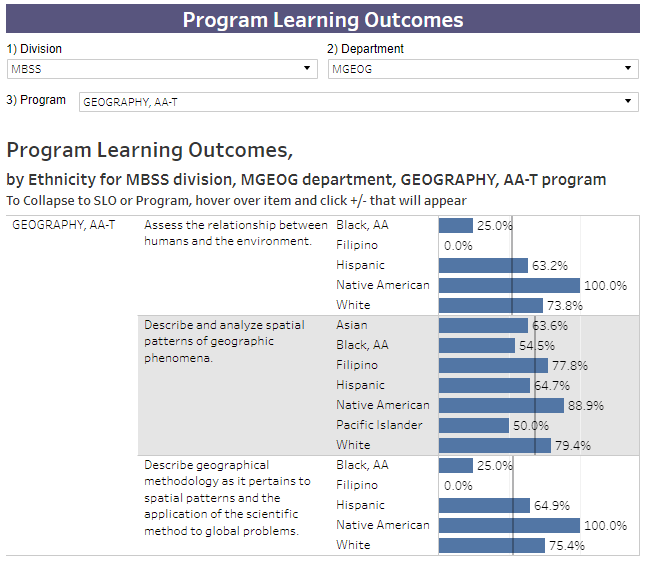 Program Learning Outcomes
1) Division
2) Department
MBSS
MGEOG
3) Program
GEOGRAPHY, AA-T
Program Learning Outcomes,
by Ethnicity for MBSS division, MGEOG department, GEOGRAPHY, AA-T program
To Collapse to SLO or Program, hover over item and click +/- that will appear
GEOGRAPHY, AA-T
Assess the relationship between
humans and the environment.
Black, AA 25.0%
Filipino 0.0%
Hispanic 63.2%
Native American 100.0%
White 73.8%
Describe and analyze spatial
patterns of geographic
phenomena.
Asian 63.6%
Black, AA 54.5%
Filipino 77.8%
Hispanic 64.7%
Native American 88.9%
Pacific Islander 50.0%
White 79.4%
Describe geographical
methodology as it pertains to
spatial patterns and the
application of the scientific
method to global problems.
Black, AA 25.0%
Filipino 0.0%
Hispanic 64.9%
Native American 100.0%
White 75.4%